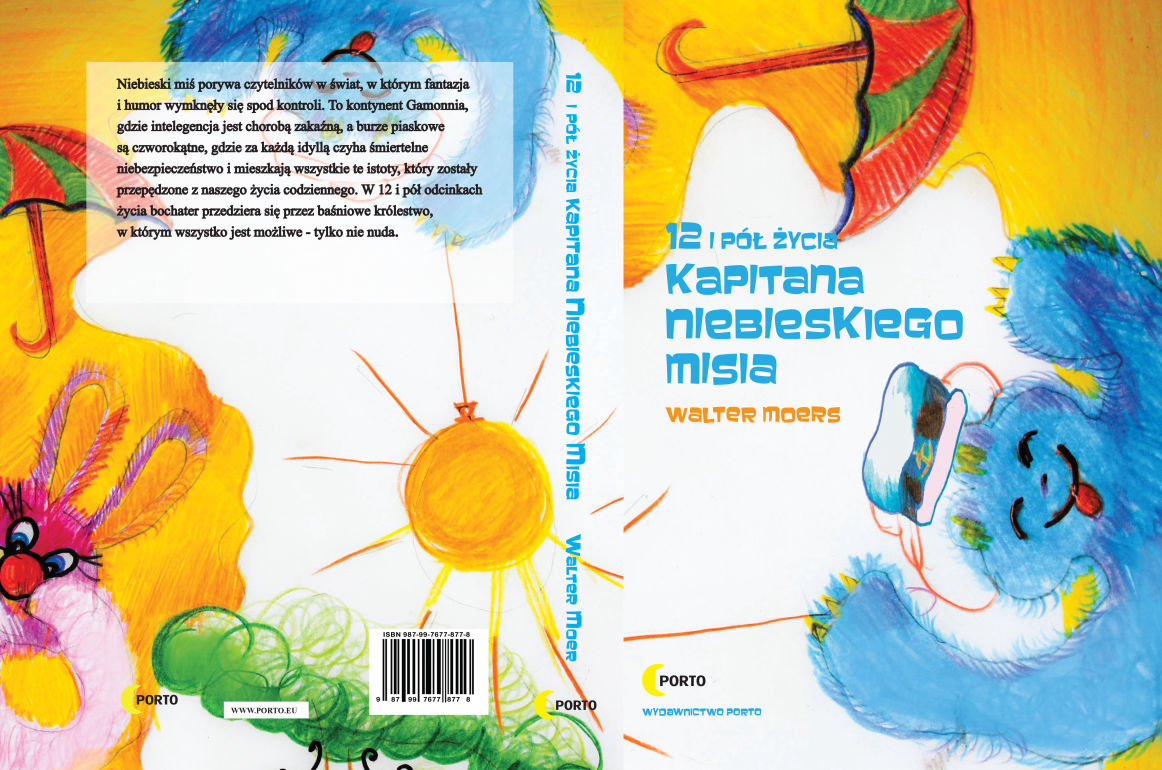 Niebieski miś porywa czytelników w świat, w którym fantazja
i humor wymknęły się spod kontroli. To kontynent Gamonnia,
gdzie intelegencja jest chorobą zakaźną, a burze piaskowe
są czworokątne, gdzie za każdą idyllą czyha śmiertelne
niebezpieczeństwo i mieszkają wszystkie te istoty, który zostały
przepędzone z naszego życia codziennego. W 12 i pół odcinkach
życia bochater przedziera się przez baśniowe królestwo,
w którym wszystko jest możliwe - tylko nie nuda.
PORTO
WWW.PORTO.EU
ISBN 987-99-7677-877-8
9 87 99 7677 877 8
PORTO
12 i pół życia Kapitana Niebieskiego Misia Walter Moer
12 i pół życia
Kapitana
Niebieskiego
Misia
Walter Moers
PORTO
Wydawnictwo Porto